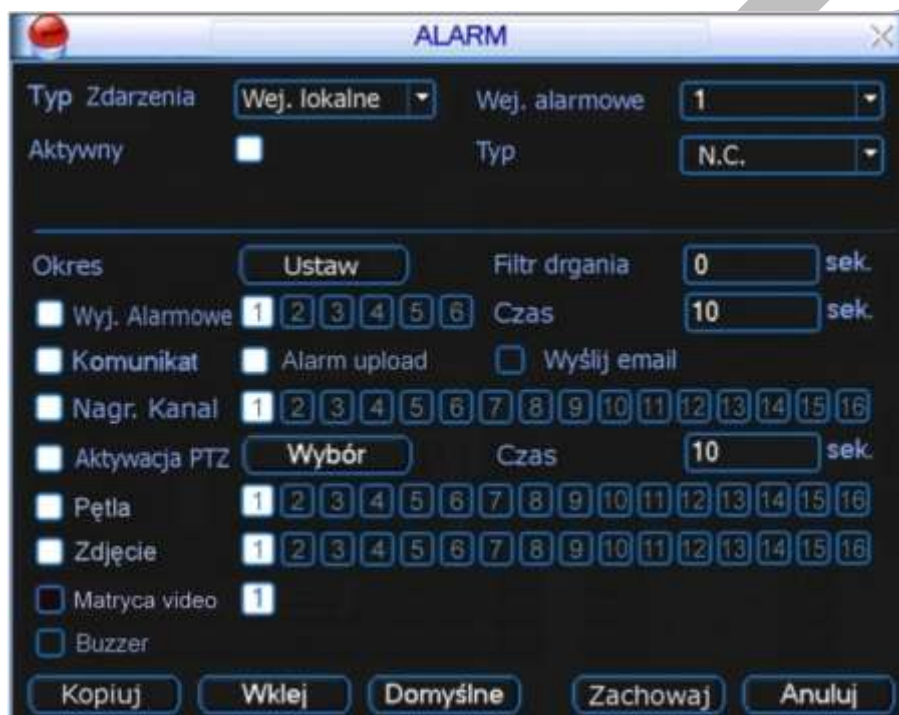 ALARM
Typ Zdarzenia Wej. lokalne Wej. alarmowe 1
Aktywny Typ N.C.
Okres Ustaw Filtr drgania 0 sek.
Wyj. Alarmowe 1 2 3 4 5 6 Czas 10 sek.
Komunikat Alarm upload Wyślij email
Nagr. Kanal 1 2 3 4 5 6 7 8 9 10 11 12 13 14 15 16
Aktywacja PTZ Wybór Czas 10 sek.
Pętla 1 2 3 4 5 6 7 8 9 10 11 12 13 14 15 16
Zdjęcie 1 2 3 4 5 6 7 8 9 10 11 12 13 14 15 16
Matryca video 1
Buzzer
Kopiuj Wklej Domyślne Zachowaj Anuluj